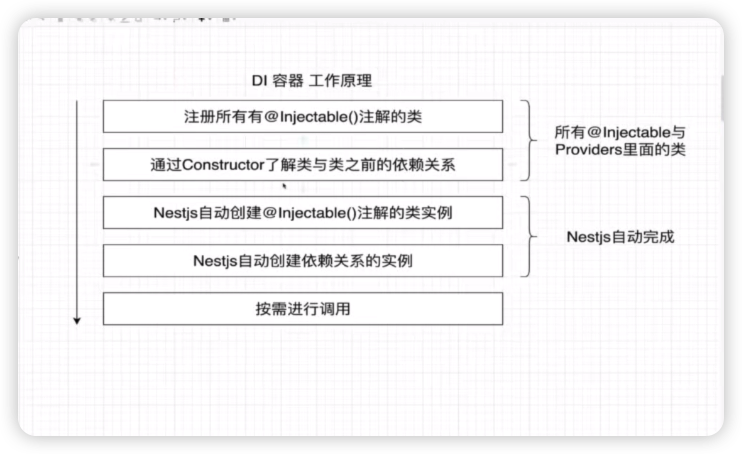 DI 容器 工作原理
注册所有有@Injectable()注解的类
通过Constructor了解类与类之前的依赖关系
所有@Injectable与
Providers里面的类
Nestjs自动创建@Injectable()注解的类实例
Nestjs自动创建依赖关系的实例
Nestjs自动完成
按需进行调用